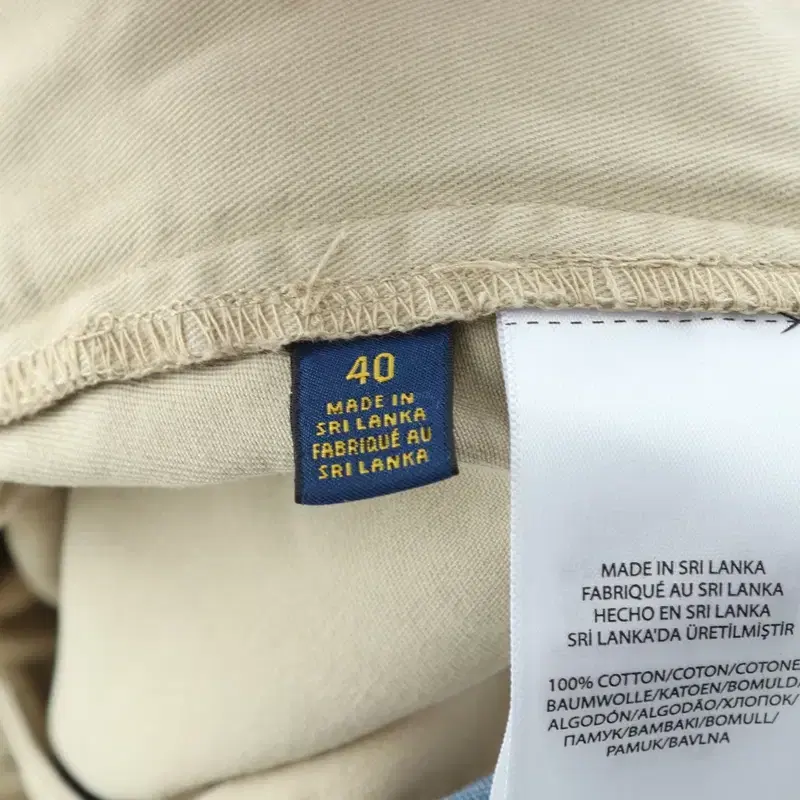 40
MADE IN
SRI LANKA
FABRIQUÉ AU
SRI LANKA
MADE IN SRI LANKA
FABRIQUÉ AU SRI LANKA
HECHO EN SRI LANKA
SRİ LANKA'DA ÜRETİLMİŞTİR
100% COTTON/COTON/COTONE
BAUMWOLLE/KATOEN/BOMULD/
ALGODÓN/ALGODÃO/ХЛОПОК/
ПАМУК/BAMBAKI/BOMULL/
PAMUK/BAVLNA